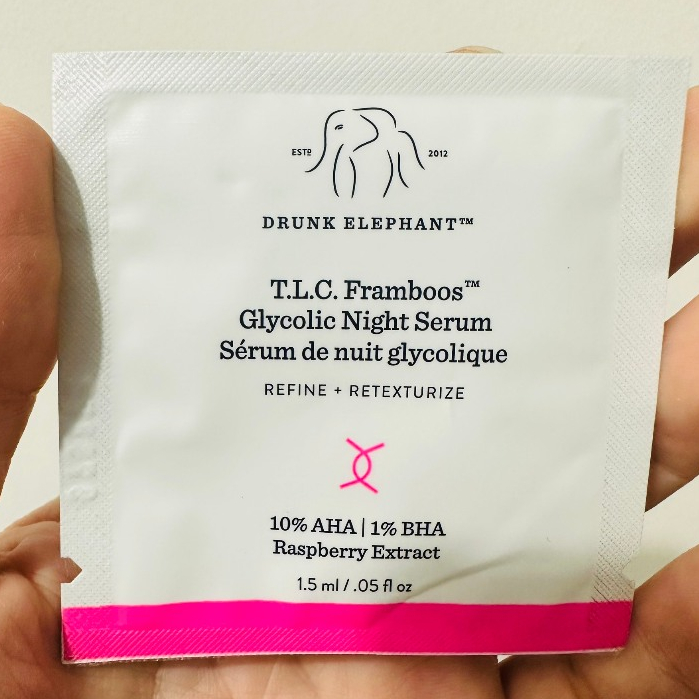 ESTD 2012
DRUNK ELEPHANT™
T.L.C. Framboos™
Glycolic Night Serum
Sérum de nuit glycolique
REFINE + RETEXTURIZE
10% AHA | 1% BHA
Raspberry Extract
1.5 ml / .05 fl oz